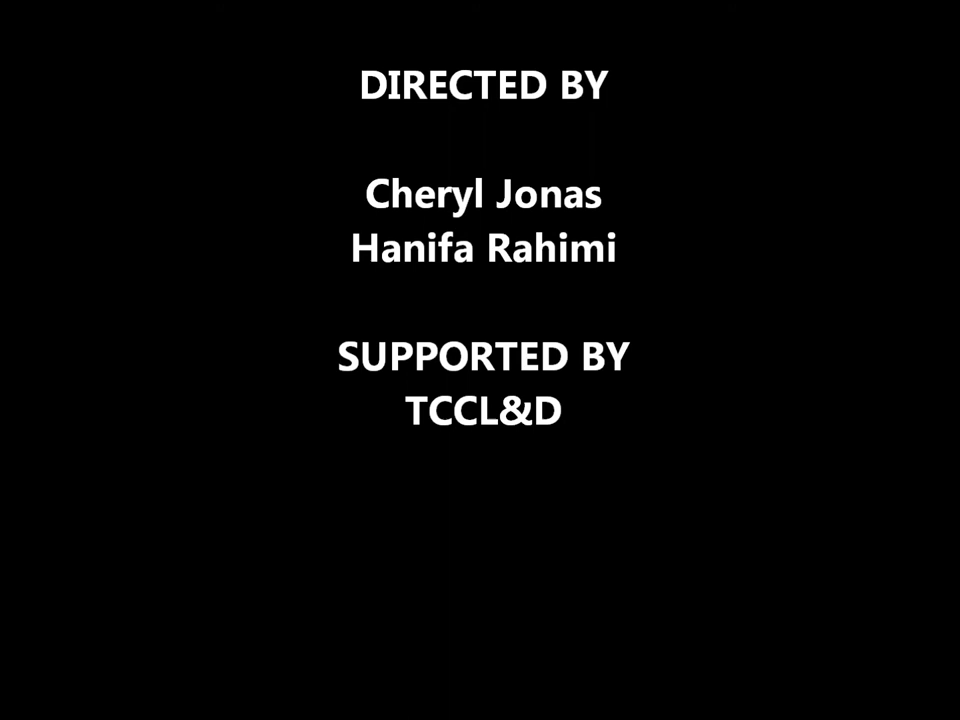 DIRECTED BY
Cheryl Jonas
Hanifa Rahimi
SUPPORTED BY
TCCL&D